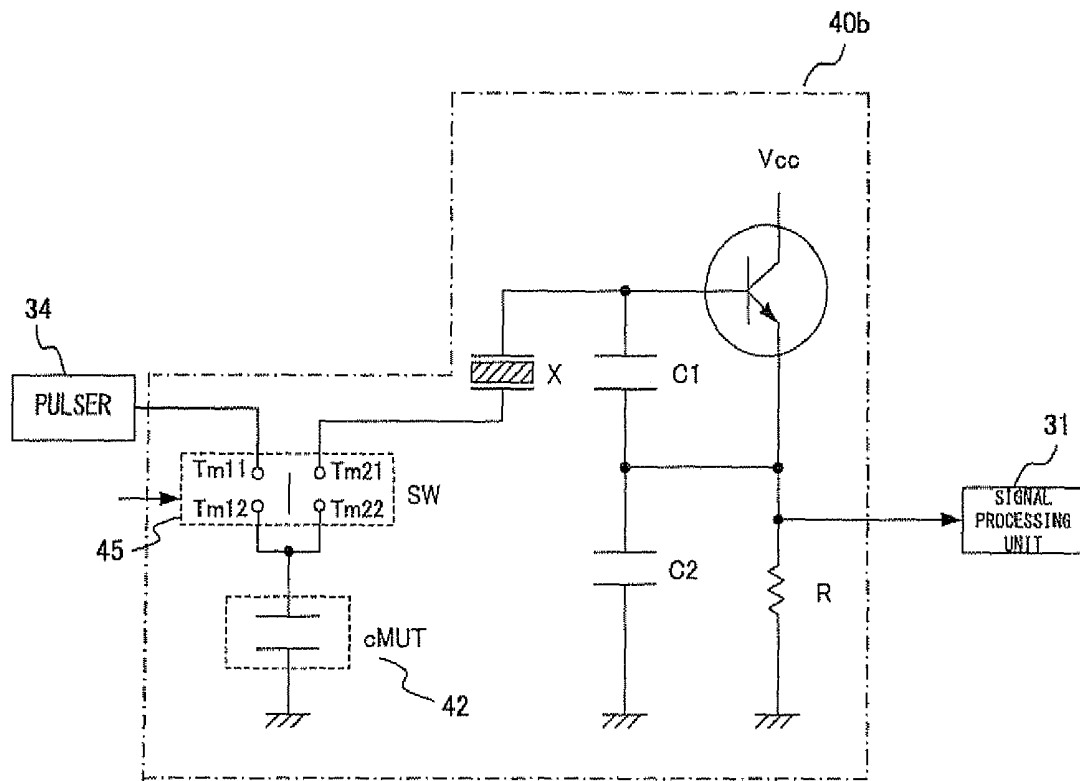 40b
Vcc
34
PULSER
X
C1
31
SIGNAL
PROCESSING
UNIT
Tm11
Tm21
SW
Tm12
Tm22
45
C2
R
cMUT
42